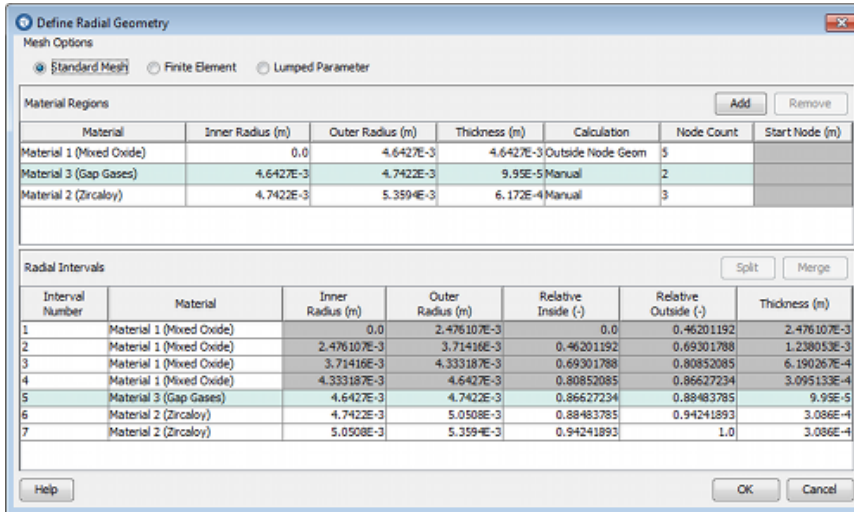 Define Radial Geometry
Mesh Options
Standard Mesh Finite Element Lumped Parameter
Material Regions Add Remove
Material Inner Radius (m) Outer Radius (m) Thickness (m) Calculation Node Count Start Node (m)
Material 1 (Mixed Oxide) 0.0 4.6427E-3 4.6427E-3 Outside Node Geom 5
Material 3 (Gap Gases) 4.6427E-3 4.7422E-3 9.95E-5 Manual 2
Material 2 (Zircaloy) 4.7422E-3 5.3594E-3 6.172E-4 Manual 3
Radial Intervals Split Merge
Interval Number Material Inner Radius (m) Outer Radius (m) Relative Inside (-) Relative Outside (-) Thickness (m)
1 Material 1 (Mixed Oxide) 0.0 2.476107E-3 0.0 0.46201192 2.476107E-3
2 Material 1 (Mixed Oxide) 2.476107E-3 3.71416E-3 0.46201192 0.69301788 1.238053E-3
3 Material 1 (Mixed Oxide) 3.71416E-3 4.333187E-3 0.69301788 0.80852085 6.190267E-4
4 Material 1 (Mixed Oxide) 4.333187E-3 4.6427E-3 0.80852085 0.86627234 3.095133E-4
5 Material 3 (Gap Gases) 4.6427E-3 4.7422E-3 0.86627234 0.88483785 9.95E-5
6 Material 2 (Zircaloy) 4.7422E-3 5.0508E-3 0.88483785 0.94241893 3.086E-4
7 Material 2 (Zircaloy) 5.0508E-3 5.3594E-3 0.94241893 1.0 3.086E-4
Help OK Cancel